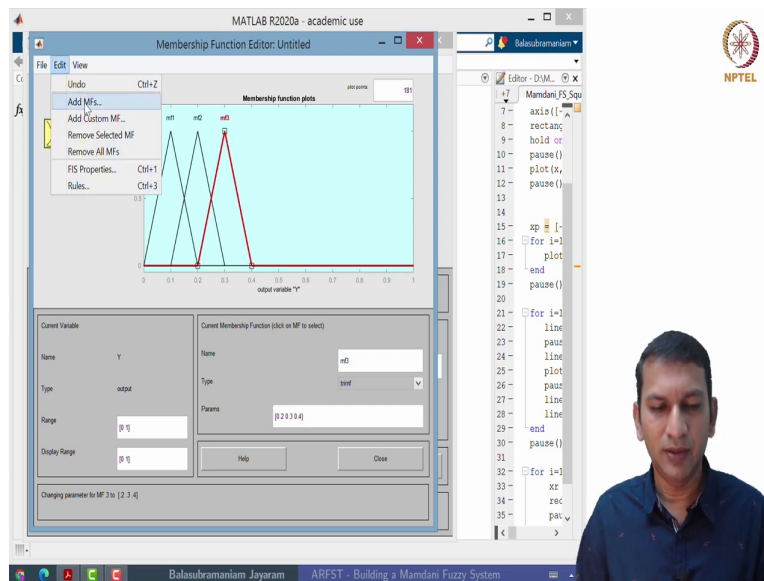 MATLAB R2020a - academic use
Membership Function Editor: Untitled
Balasubramaniam
File Edit View
Undo Ctrl+Z
Add MFs...
Add Custom MF...
Remove Selected MF
Remove All MFs
FIS Properties... Ctrl+1
Rules... Ctrl+3
plot points 181
Membership function plots
mf1 mf2 mf3
0.5
0
0 0.1 0.2 0.3 0.4 0.5 0.6 0.7 0.8 0.9 1
output variable "Y"
Current Variable
Name Y
Type output
Range [0 1]
Display Range [0 1]
Current Membership Function (click on MF to select)
Name mf3
Type trimf
Params [0.2 0.3 0.4]
Help Close
Changing parameter for MF 3 to [.2 .3 .4]
Editor - D:\M...
+7 Mamdani_FS_Squ
7 - axis([-
8 - rectang
9 - hold on
10 - pause()
11 - plot(x,
12 - pause()
13
14
15 - xp = [-
16 - for i=1
17 - plot
18 - end
19 - pause()
20
21 - for i=1
22 - line
23 - paus
24 - line
25 - plot
26 - paus
27 - line
28 - line
29 - end
30 - pause()
31
32 - for i=1
33 - xr
34 - rec
35 - pau
NPTEL
Balasubramaniam Jayaram ARFST - Building a Mamdani Fuzzy System